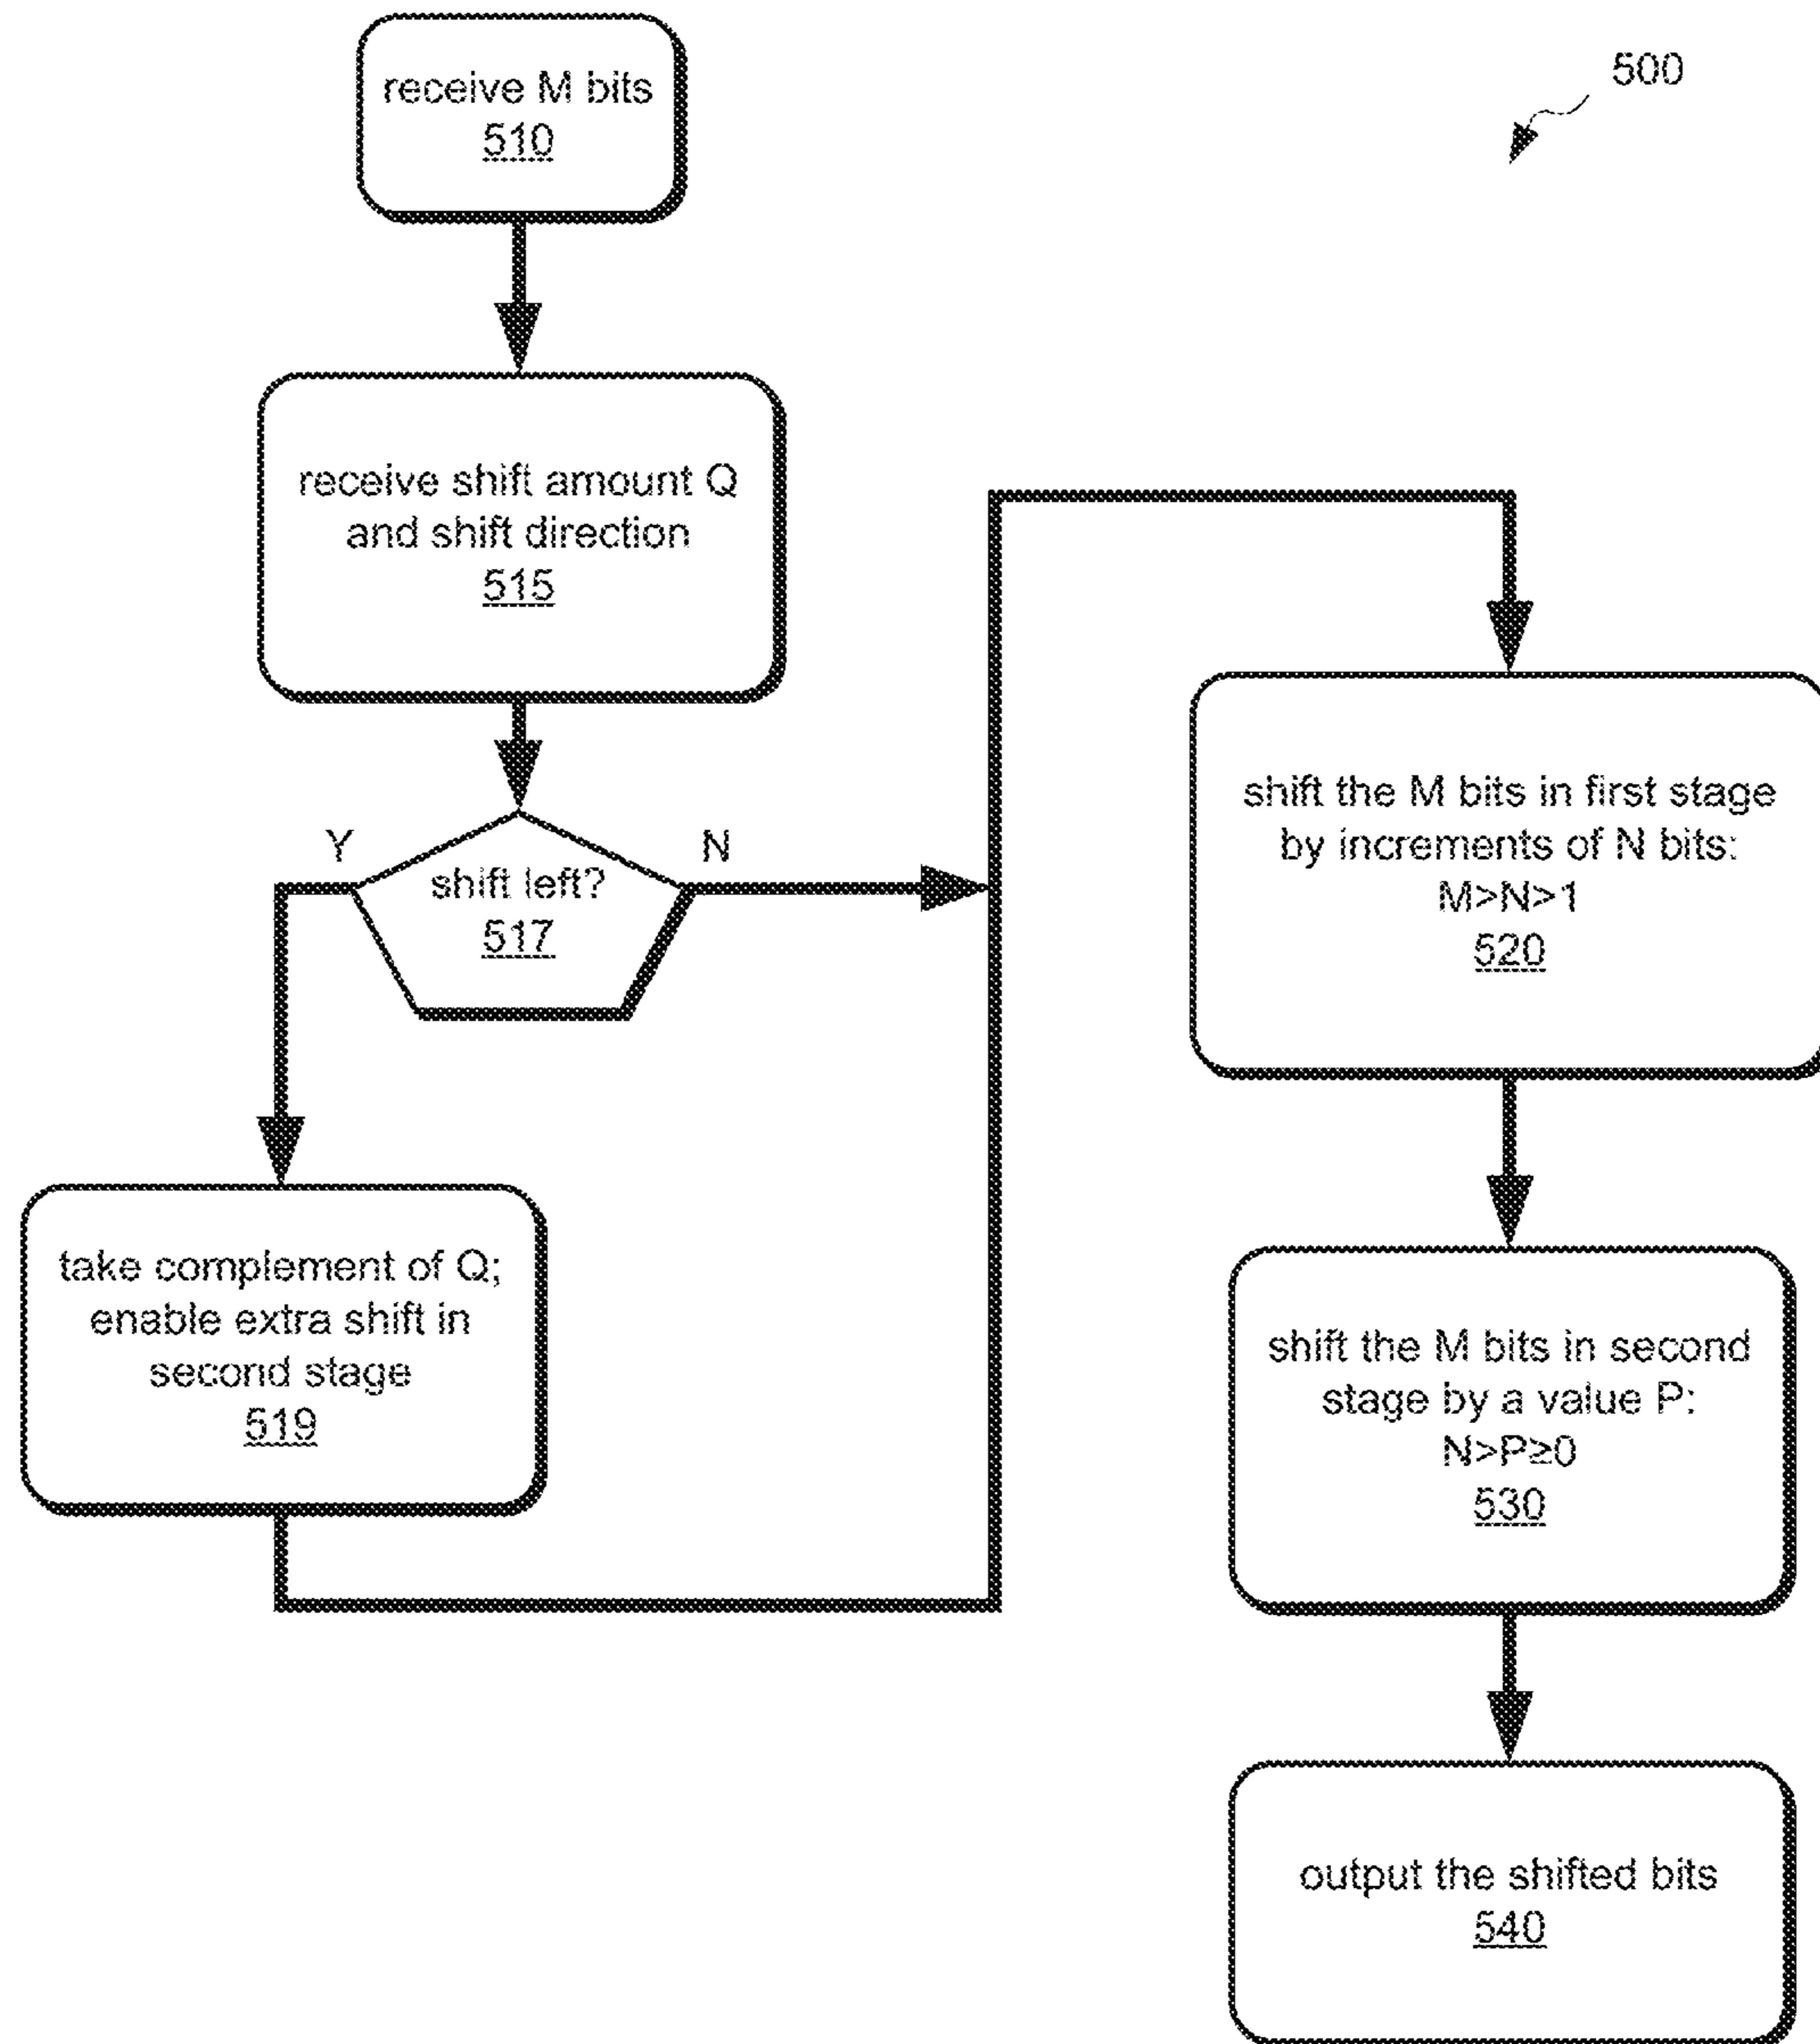 500
receive M bits
510
receive shift amount Q
and shift direction
515
Y
N
shift left?
517
take complement of Q;
enable extra shift in
second stage
519
shift the M bits in first stage
by increments of N bits:
M>N>1
520
shift the M bits in second
stage by a value P:
N>P≥0
530
output the shifted bits
540